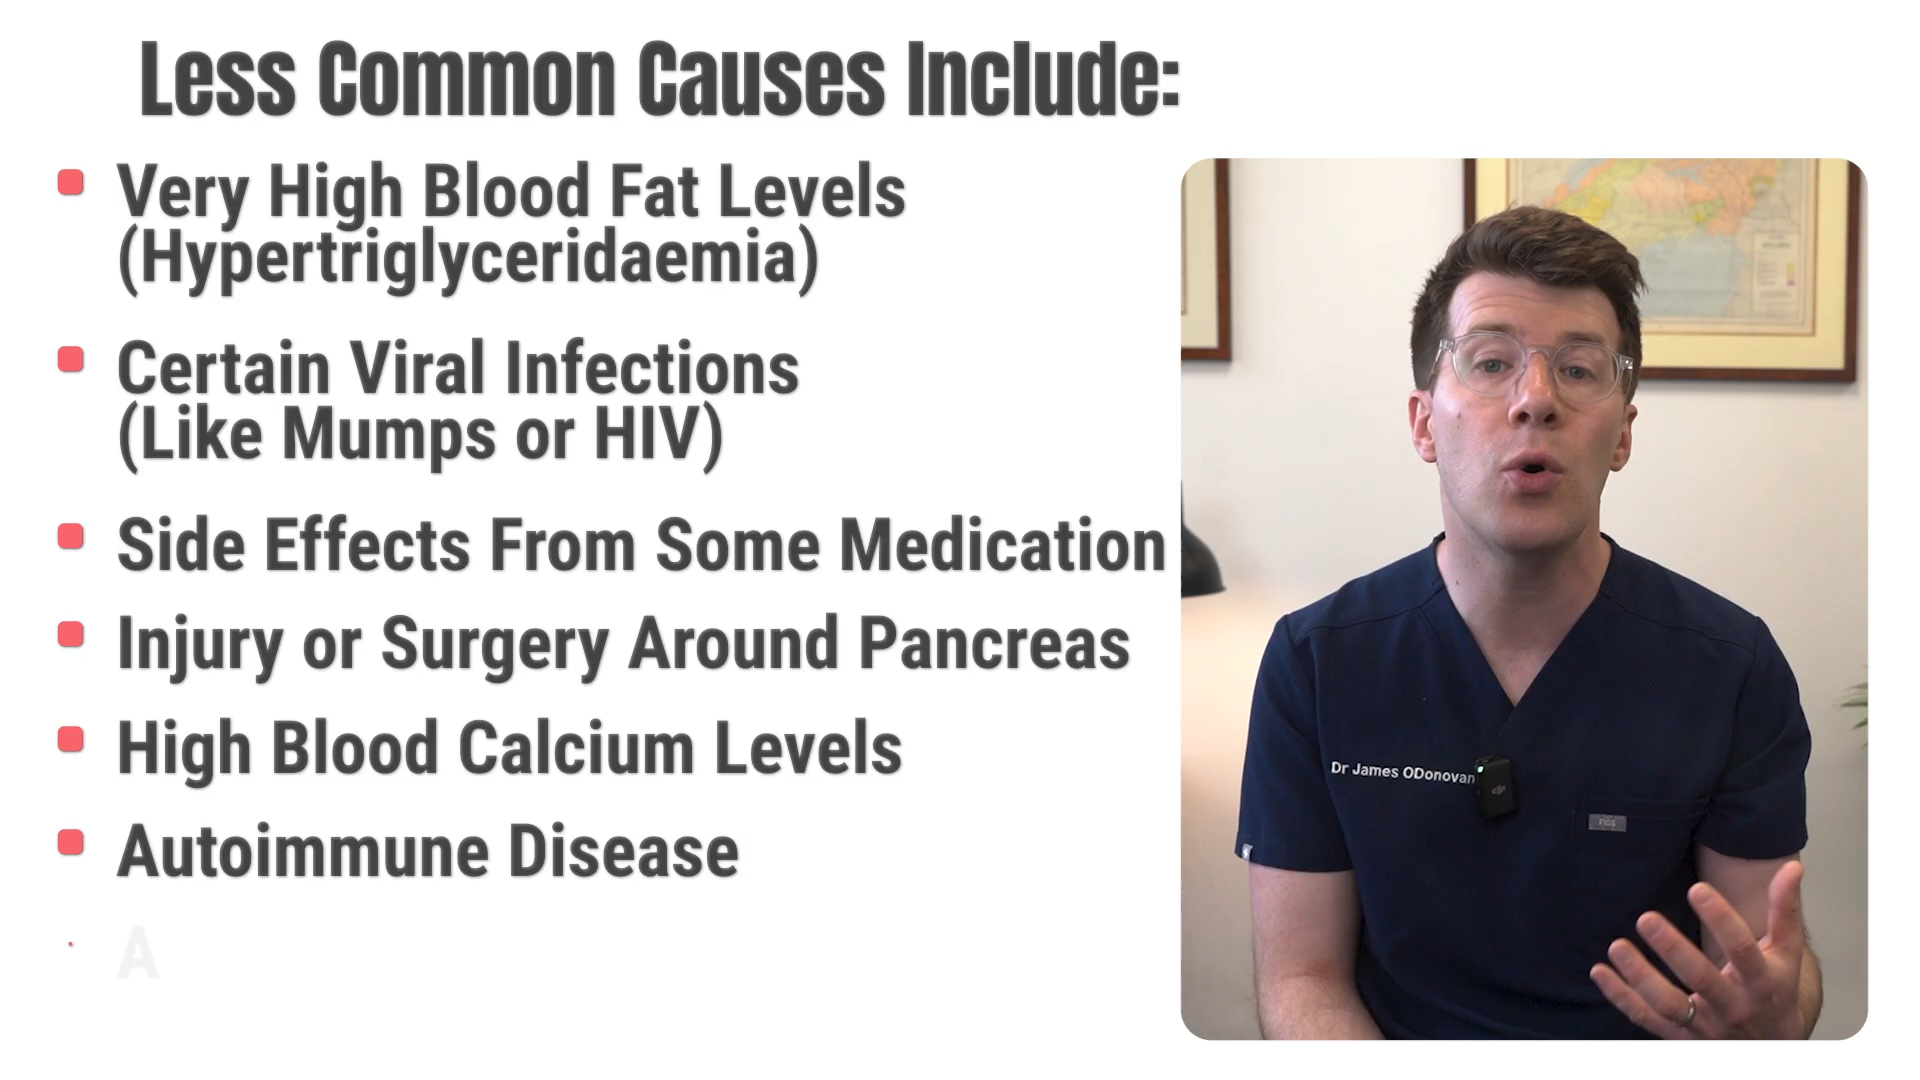 Less Common Causes Include:
Very High Blood Fat Levels
(Hypertriglyceridaemia)
Certain Viral Infections
(Like Mumps or HIV)
Side Effects From Some Medication
Injury or Surgery Around Pancreas
High Blood Calcium Levels
Autoimmune Disease
A
Dr James ODonovan
FIGS